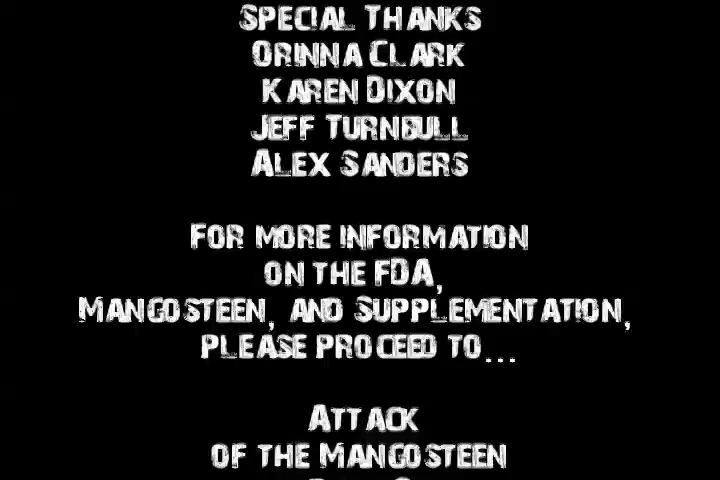 Special Thanks
Orinna Clark
Karen Dixon
Jeff Turnbull
Alex Sanders
For more information
on the FDA,
Mangosteen, and Supplementation,
please proceed to...
Attack
of the Mangosteen